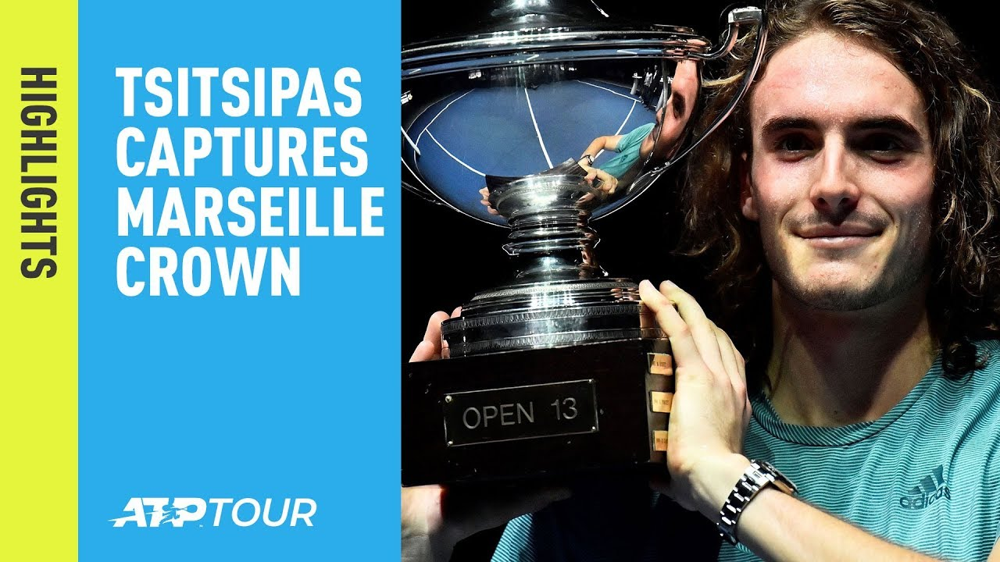 HIGHLIGHTS
TSITSIPAS
CAPTURES
MARSEILLE
CROWN
ATP TOUR
OPEN 13
adidas